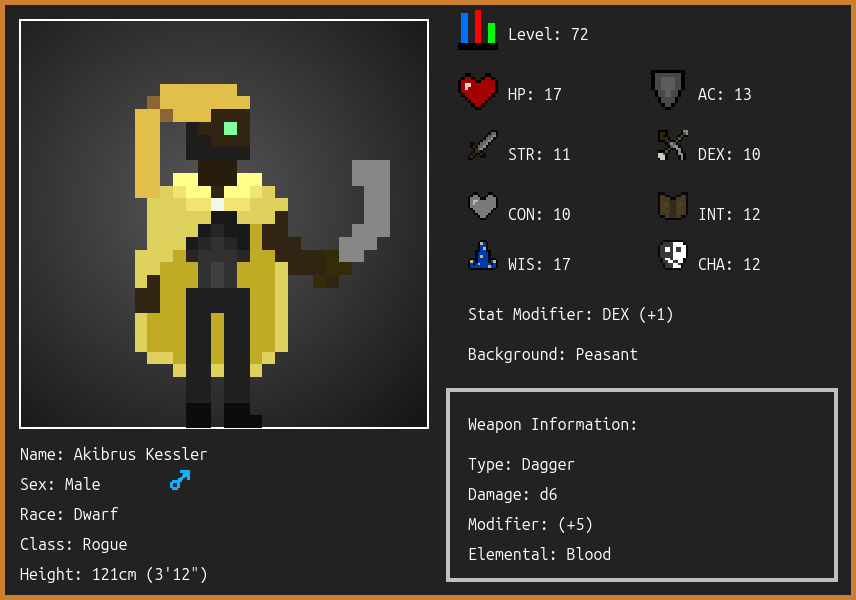 Level: 72
HP: 17
AC: 13
STR: 11
DEX: 10
CON: 10
INT: 12
WIS: 17
CHA: 12
Stat Modifier: DEX (+1)
Background: Peasant
Weapon Information:
Type: Dagger
Damage: d6
Modifier: (+5)
Elemental: Blood
Name: Akibrus Kessler
Sex: Male
Race: Dwarf
Class: Rogue
Height: 121cm (3'12")